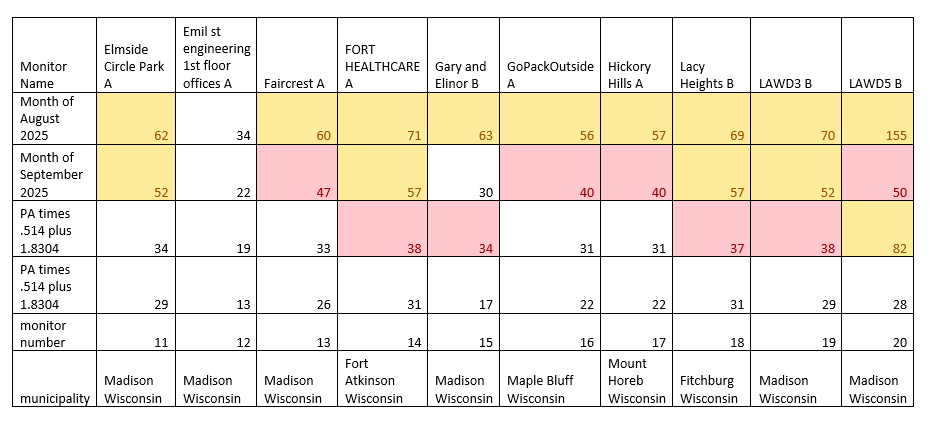 Monitor Name | Elmside Circle Park A | Emil st engineering 1st floor offices A | Faircrest A | FORT HEALTHCARE A | Gary and Elinor B | GoPackOutside A | Hickory Hills A | Lacy Heights B | LAWD3 B | LAWD5 B
Month of August 2025 | 62 | 34 | 60 | 71 | 63 | 56 | 57 | 69 | 70 | 155
Month of September 2025 | 52 | 22 | 47 | 57 | 30 | 40 | 40 | 57 | 52 | 50
PA times .514 plus 1.8304 | 34 | 19 | 33 | 38 | 34 | 31 | 31 | 37 | 38 | 82
PA times .514 plus 1.8304 | 29 | 13 | 26 | 31 | 17 | 22 | 22 | 31 | 29 | 28
monitor number | 11 | 12 | 13 | 14 | 15 | 16 | 17 | 18 | 19 | 20
municipality | Madison Wisconsin | Madison Wisconsin | Madison Wisconsin | Fort Atkinson Wisconsin | Madison Wisconsin | Maple Bluff Wisconsin | Mount Horeb Wisconsin | Fitchburg Wisconsin | Madison Wisconsin | Madison Wisconsin